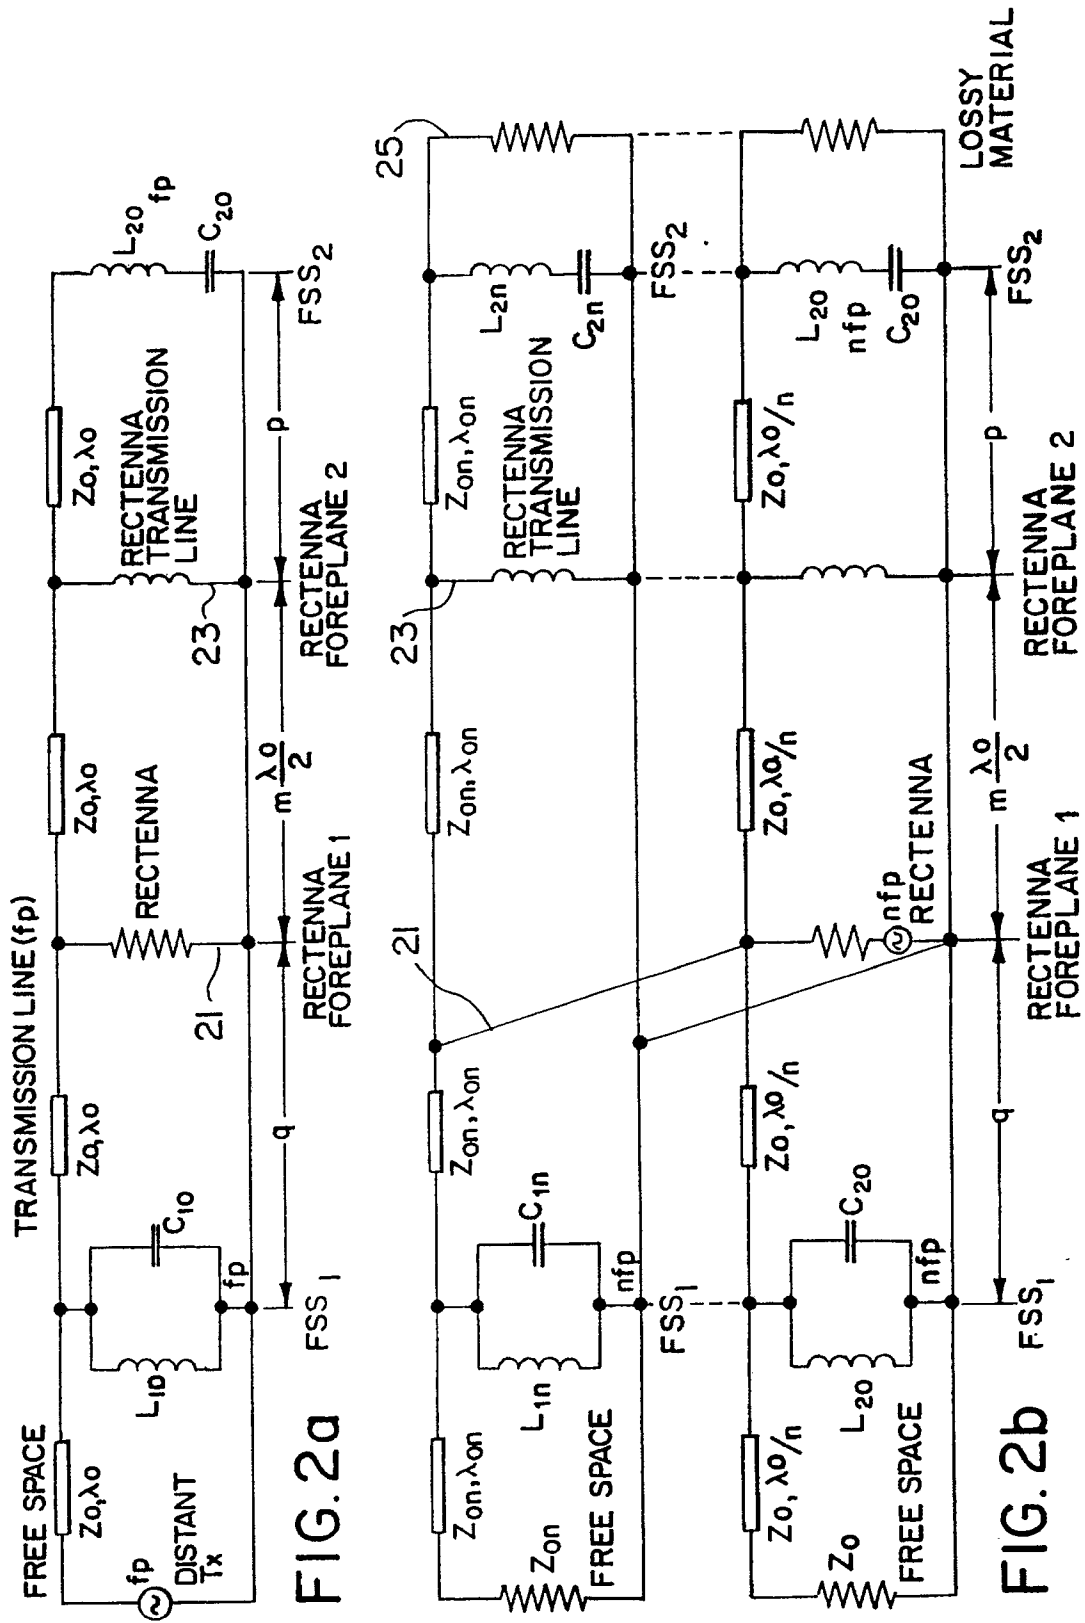 TRANSMISSION LINE (fp)
FREE SPACE
Zo,λo
Zo,λo
Zo,λo
Zo,λo
fp
DISTANT
Tx
L10
C10
fp
RECTENNA
21
RECTENNA
TRANSMISSION
LINE
23
L20
fp
C20
FSS1
q
RECTENNA
FOREPLANE 1
m λo/2
RECTENNA
FOREPLANE 2
p
FSS2
FIG. 2a
Zon,λon
Zon,λon
Zon,λon
Zon,λon
Zon
FREE SPACE
L1n
C1n
nfp
FSS1
21
23
RECTENNA
TRANSMISSION
LINE
L2n
C2n
FSS2
25
Zo,λo/n
Zo,λo/n
Zo,λo/n
Zo,λo/n
Zo
FREE SPACE
L20
C20
nfp
nfp
RECTENNA
L20
nfp
C20
LOSSY
MATERIAL
FSS1
q
RECTENNA
FOREPLANE 1
m λo/2
RECTENNA
FOREPLANE 2
p
FSS2
FIG. 2b